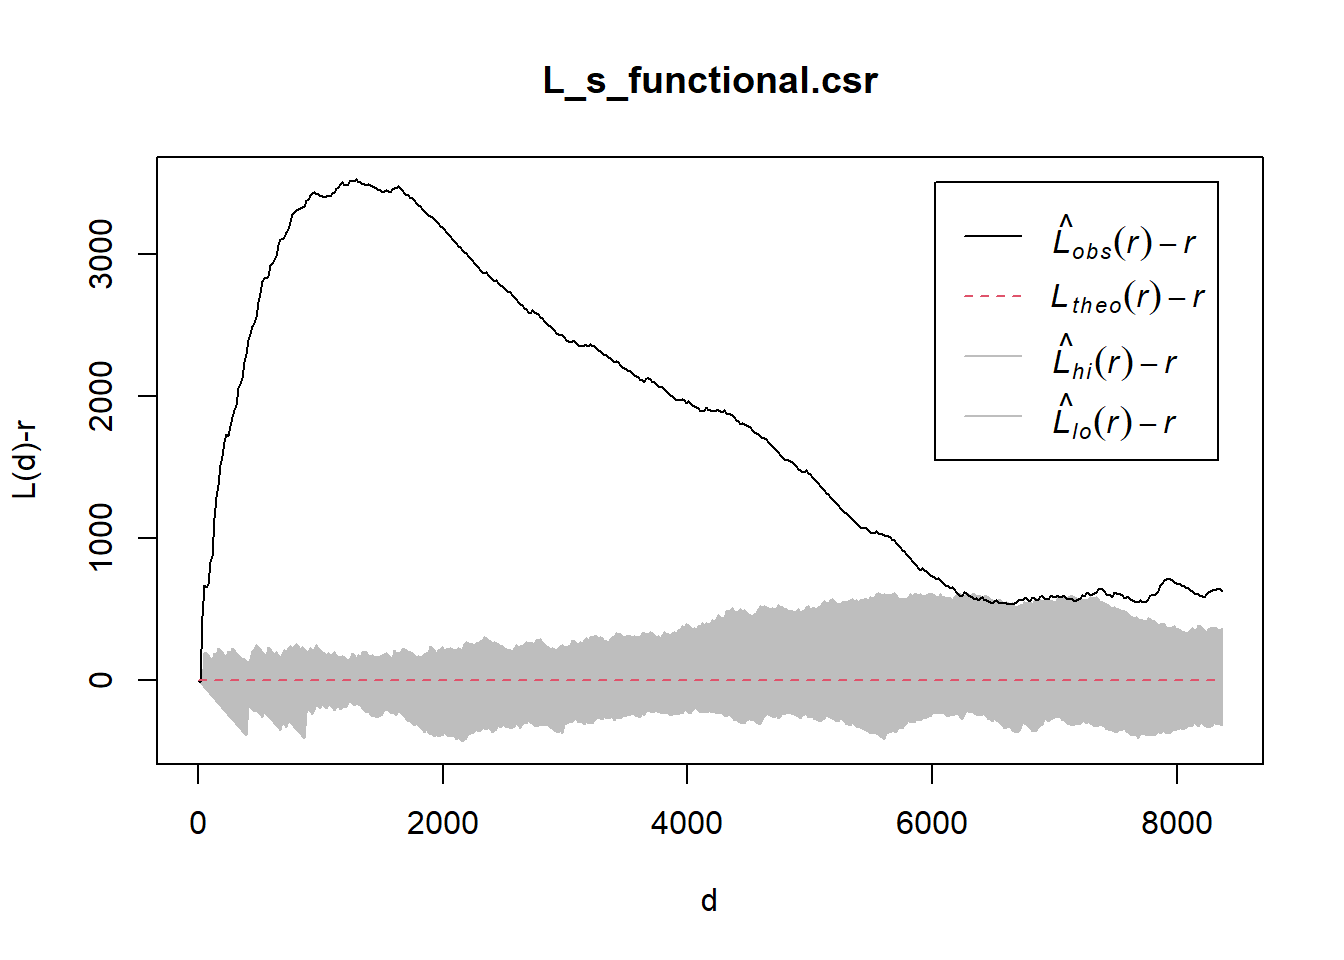 L_s_functional.csr
L(d)-r
3000
2000
1000
0
L̂obs(r) − r
Ltheo(r) − r
L̂hi(r) − r
L̂lo(r) − r
0 2000 4000 6000 8000
d